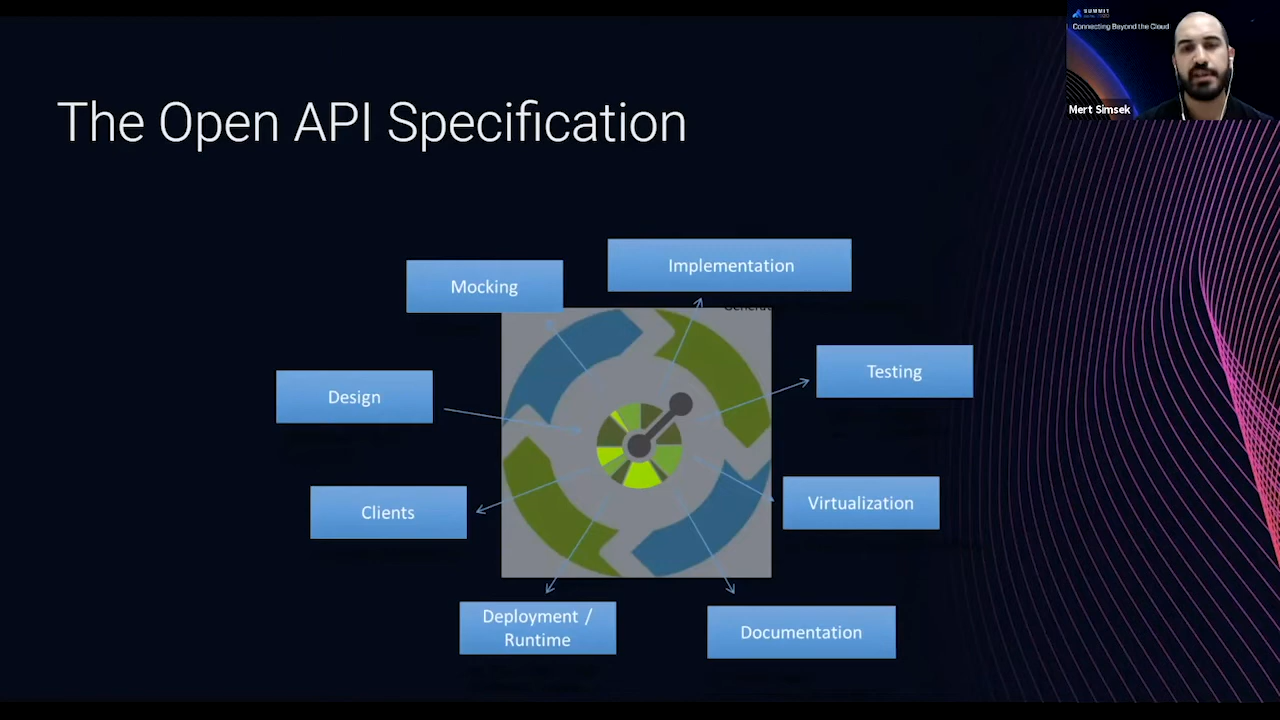 SUMMIT
Connecting Beyond the Cloud
Mert Simsek
The Open API Specification
Implementation
Mocking
Testing
Design
Virtualization
Clients
Deployment /
Runtime
Documentation